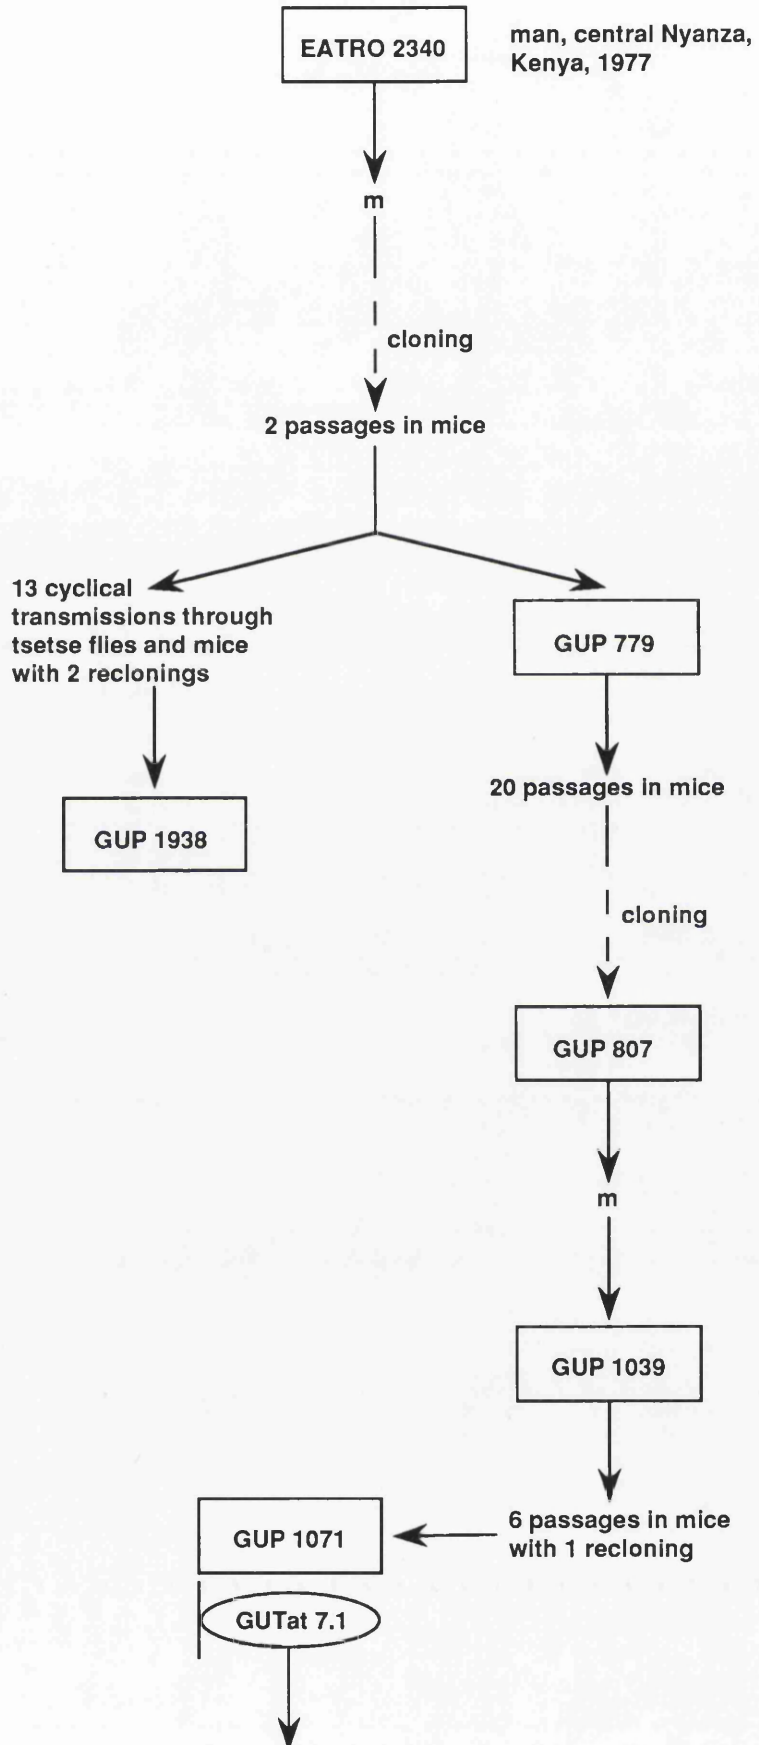 EATRO 2340
man, central Nyanza,
Kenya, 1977
m
cloning
2 passages in mice
13 cyclical
transmissions through
tsetse flies and mice
with 2 reclonings
GUP 779
20 passages in mice
GUP 1938
cloning
GUP 807
m
GUP 1039
6 passages in mice
with 1 recloning
GUP 1071
GUTat 7.1